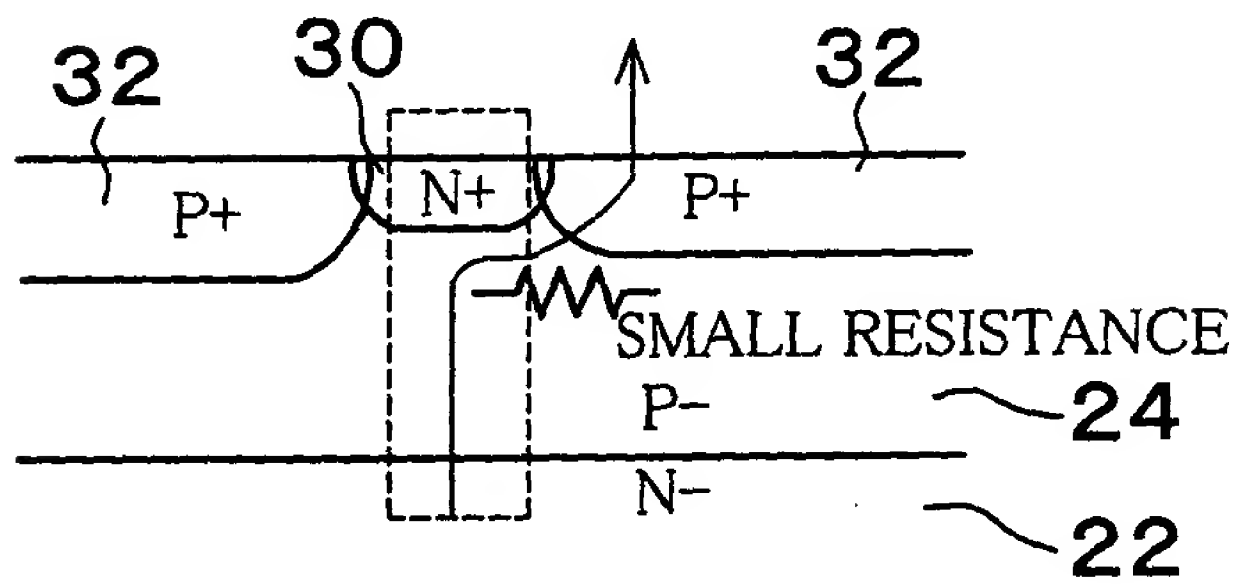 32
30
32
P+
N+
P+
SMALL RESISTANCE
P-
24
N-
22